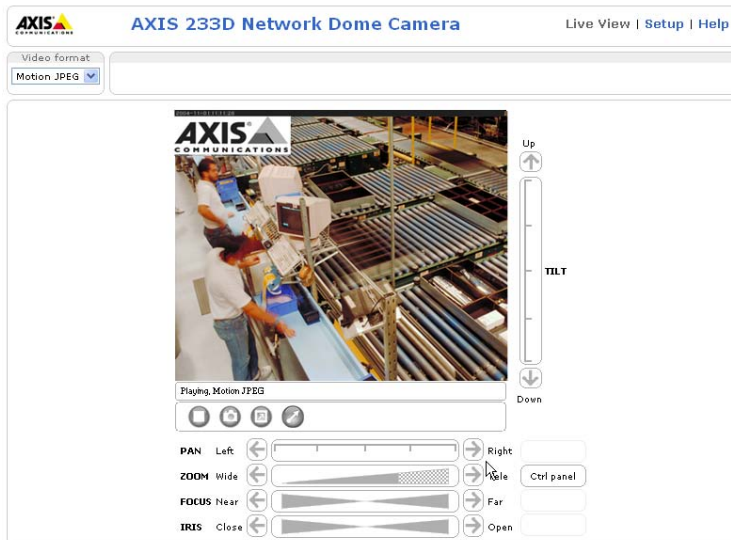 AXIS
COMMUNICATIONS
AXIS 233D Network Dome Camera
Live View | Setup | Help
Video format
Motion JPEG
AXIS
COMMUNICATIONS
Up
TILT
Playing, Motion JPEG
Down
PAN Left Right
ZOOM Wide Tele Ctrl panel
FOCUS Near Far
IRIS Close Open